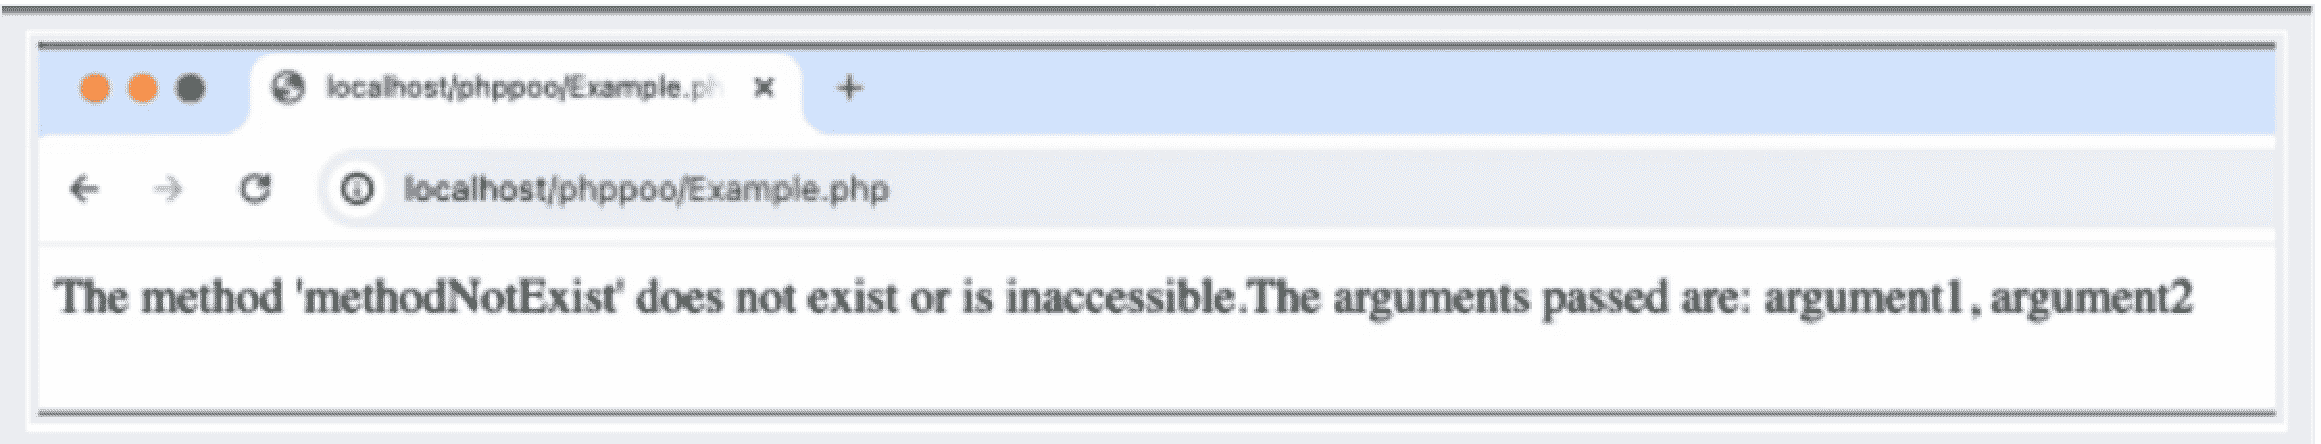 localhost/phppoo/Example.ph
localhost/phppoo/Example.php
The method 'methodNotExist' does not exist or is inaccessible.The arguments passed are: argument1, argument2